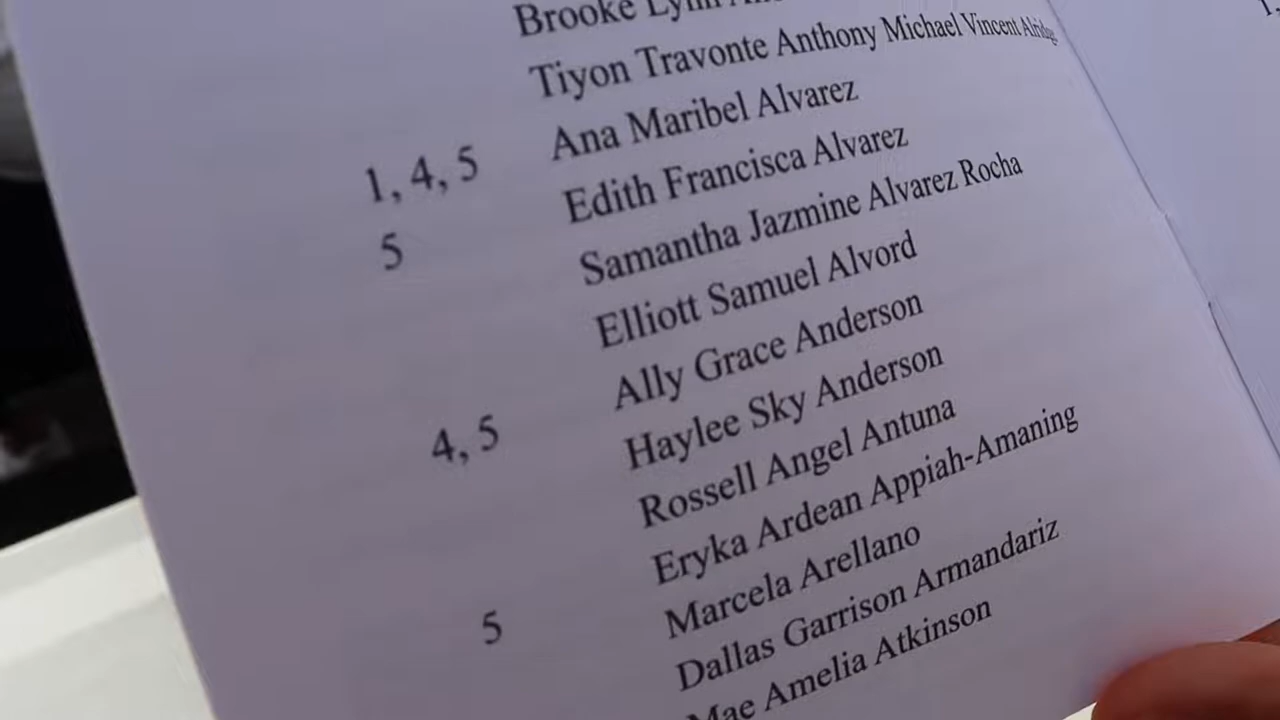 Brooke
Tiyon Travonte Anthony Michael Vincent
1, 4, 5 Ana Maribel Alvarez
5 Edith Francisca Alvarez
Samantha Jazmine Alvarez Rocha
Elliott Samuel Alvord
4, 5 Ally Grace Anderson
Haylee Sky Anderson
Rossell Angel Antuna
5 Eryka Ardean Appiah-Amaning
Marcela Arellano
Dallas Garrison Armandariz
Mae Amelia Atkinson